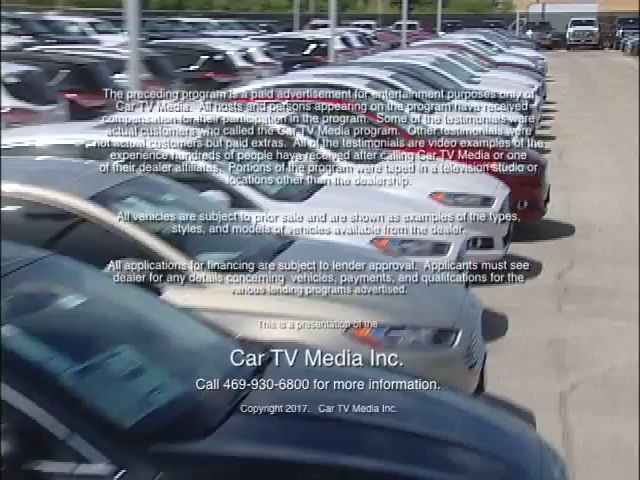 The preceding program is a paid advertisement for entertainment purposes only of
Car TV Media. All hosts and persons appearing on the program have received
compensation for their participation in the program. Some of the testimonials were
actual customers who called the Car TV Media program. Other testimonials were
not actual customers but paid extras. All of the testimonials are video examples of the
experience hundreds of people have received after calling Car TV Media or one
of their dealer affiliates. Portions of the program were taped in a television studio or
locations other than the dealership.
All vehicles are subject to prior sale and are shown as examples of the types,
styles, and models of vehicles available from the dealer.
All applications for financing are subject to lender approval. Applicants must see
dealer for any details concerning vehicles, payments, and qualifcations for the
various lending programs advertised.
This is a presentation of the
Car TV Media Inc.
Call 469-930-6800 for more information.
Copyright 2017. Car TV Media Inc.